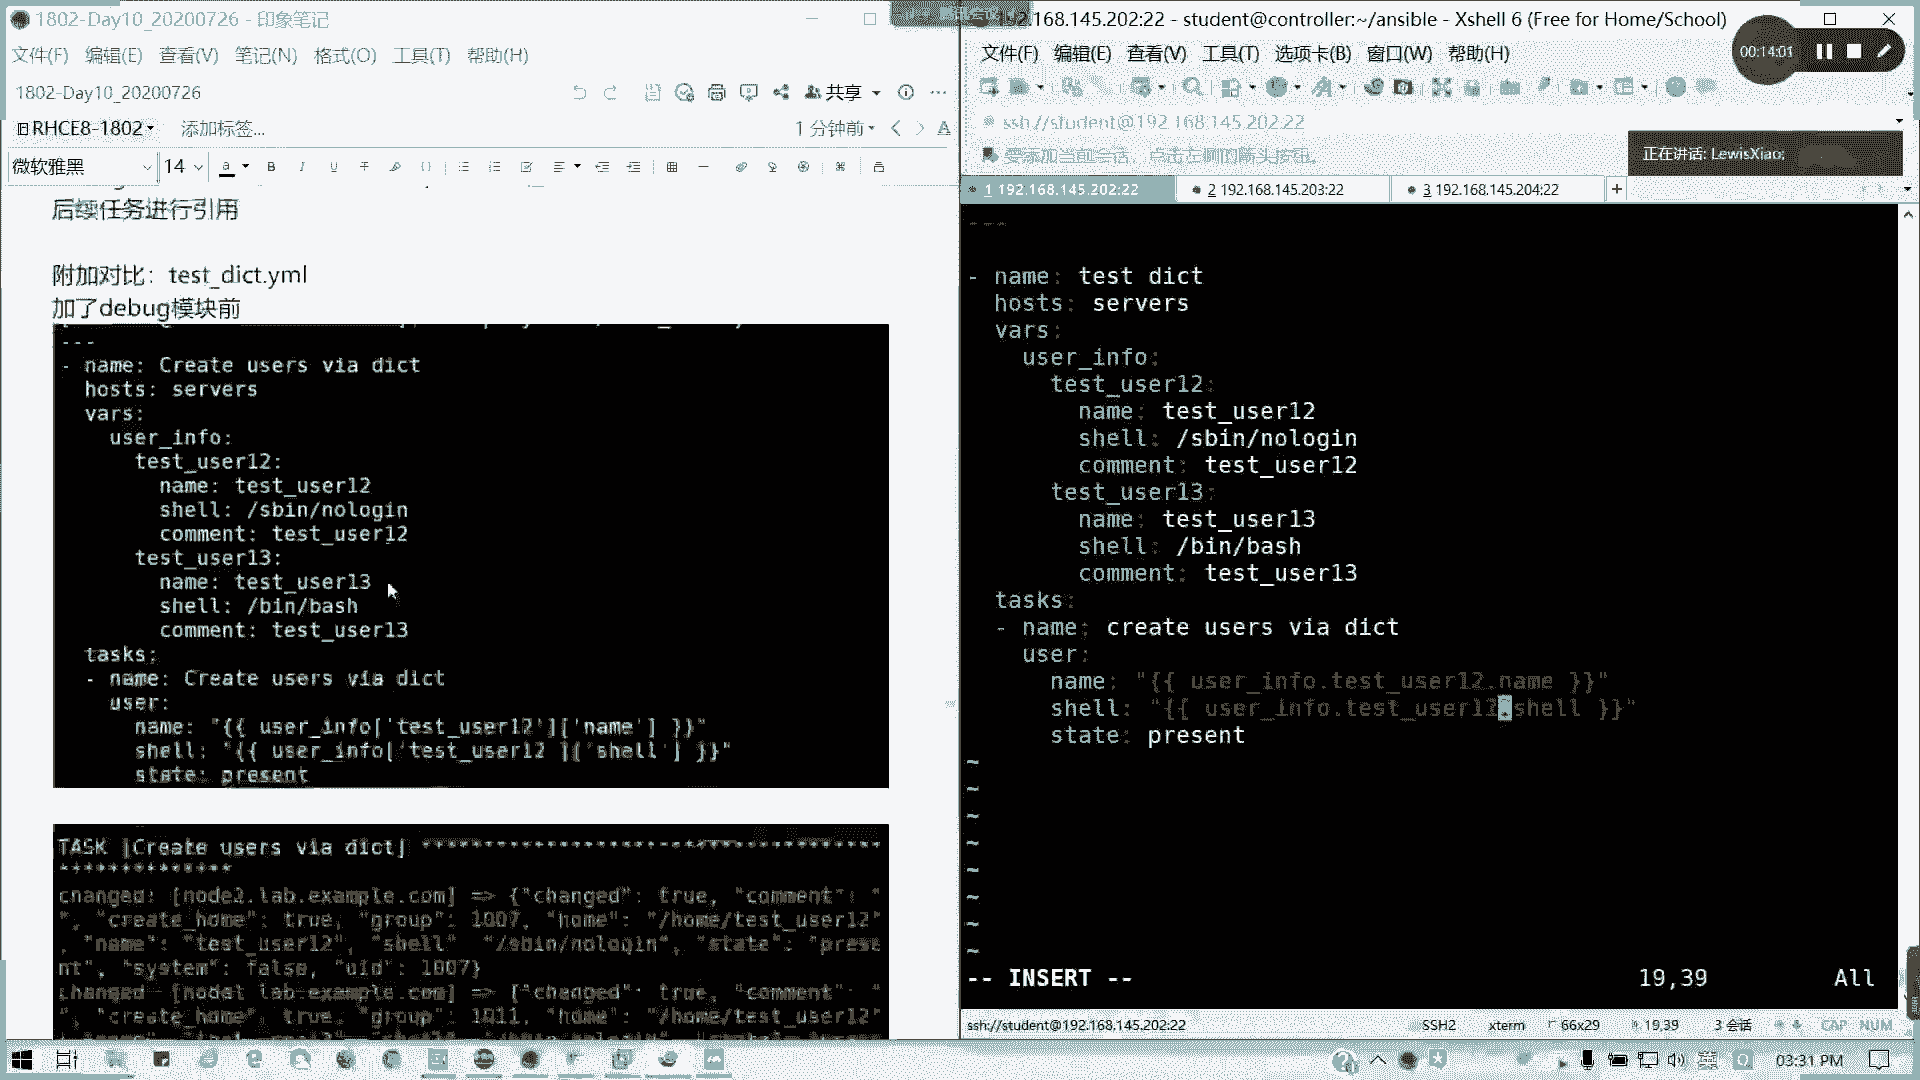 1802-Day10_20200726 - 印象笔记
文件(F) 编辑(E) 查看(V) 笔记(N) 格式(O) 工具(T) 帮助(H)
1802-Day10_20200726
共享
RHCE8-1802
添加标签...
1 分钟前
微软雅黑
14
后续任务进行引用
附加对比：test_dict.yml
加了debug模块前
---
- name: Create users via dict
hosts: servers
vars:
user_info:
test_user12:
name: test_user12
shell: /sbin/nologin
comment: test_user12
test_user13:
name: test_user13
shell: /bin/bash
comment: test_user13
tasks:
- name: Create users via dict
user:
name: "{{ user_info['test_user12']['name'] }}"
shell: "{{ user_info['test_user12']['shell'] }}"
state: present
TASK [Create users via dict] ****
changed: [node2.lab.example.com] => {"changed": true, "comment": "
", "create_home": true, "group": 1007, "home": "/home/test_user12"
, "name": "test_user12", "shell": "/sbin/nologin", "state": "prese
nt", "system": false, "uid": 1007}
changed: [node1.lab.example.com] => {"changed": true, "comment": "
", "create_home": true, "group": 1011, "home": "/home/test_user12"
168.145.202:22 - student@controller:~/ansible - Xshell 6 (Free for Home/School)
文件(F) 编辑(E) 查看(V) 工具(T) 选项卡(B) 窗口(W) 帮助(H)
00:14:01
ssh://student@192.168.145.202:22
要添加当前会话，点击左侧的箭头按钮。
正在讲话: LewisXiao;
1 192.168.145.202:22
2 192.168.145.203:22
3 192.168.145.204:22
+
---
- name: test dict
hosts: servers
vars:
user_info:
test_user12:
name: test_user12
shell: /sbin/nologin
comment: test_user12
test_user13:
name: test_user13
shell: /bin/bash
comment: test_user13
tasks:
- name: create users via dict
user:
name: "{{ user_info.test_user12.name }}"
shell: "{{ user_info.test_user12.shell }}"
state: present
~
~
~
~
~
~
~
~
-- INSERT --
19,39
All
ssh://student@192.168.145.202:22
SSH2
xterm
66x29
19,39
3 会话
CAP NUM
03:31 PM